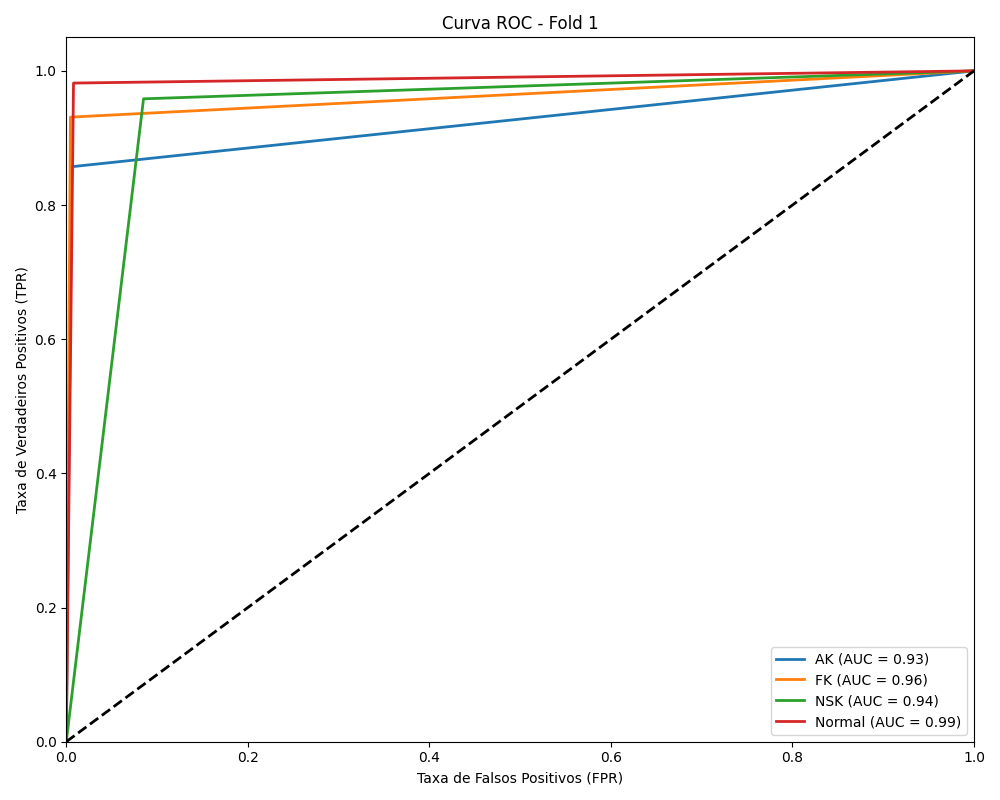 Curva ROC - Fold 1
Taxa de Verdadeiros Positivos (TPR)
1.0
0.8
0.6
0.4
0.2
0.0
0.0 0.2 0.4 0.6 0.8 1.0
Taxa de Falsos Positivos (FPR)
AK (AUC = 0.93)
FK (AUC = 0.96)
NSK (AUC = 0.94)
Normal (AUC = 0.99)